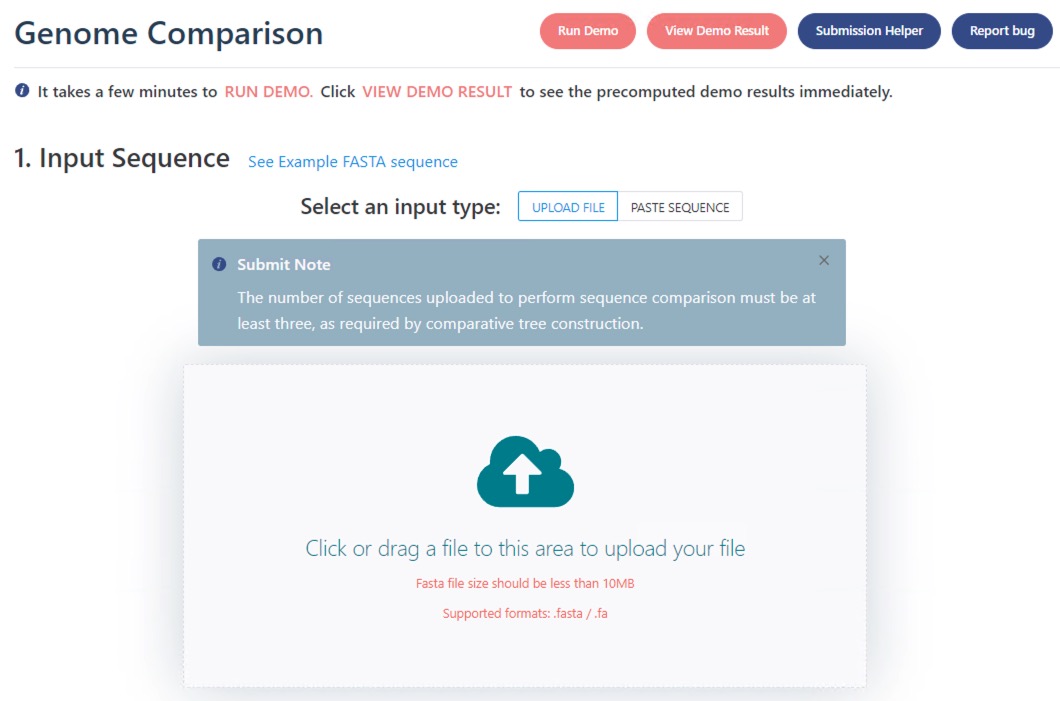 Genome Comparison
Run Demo
View Demo Result
Submission Helper
Report bug
It takes a few minutes to RUN DEMO. Click VIEW DEMO RESULT to see the precomputed demo results immediately.
1. Input Sequence See Example FASTA sequence
Select an input type: UPLOAD FILE PASTE SEQUENCE
Submit Note
The number of sequences uploaded to perform sequence comparison must be at
least three, as required by comparative tree construction.
Click or drag a file to this area to upload your file
Fasta file size should be less than 10MB
Supported formats: .fasta / .fa